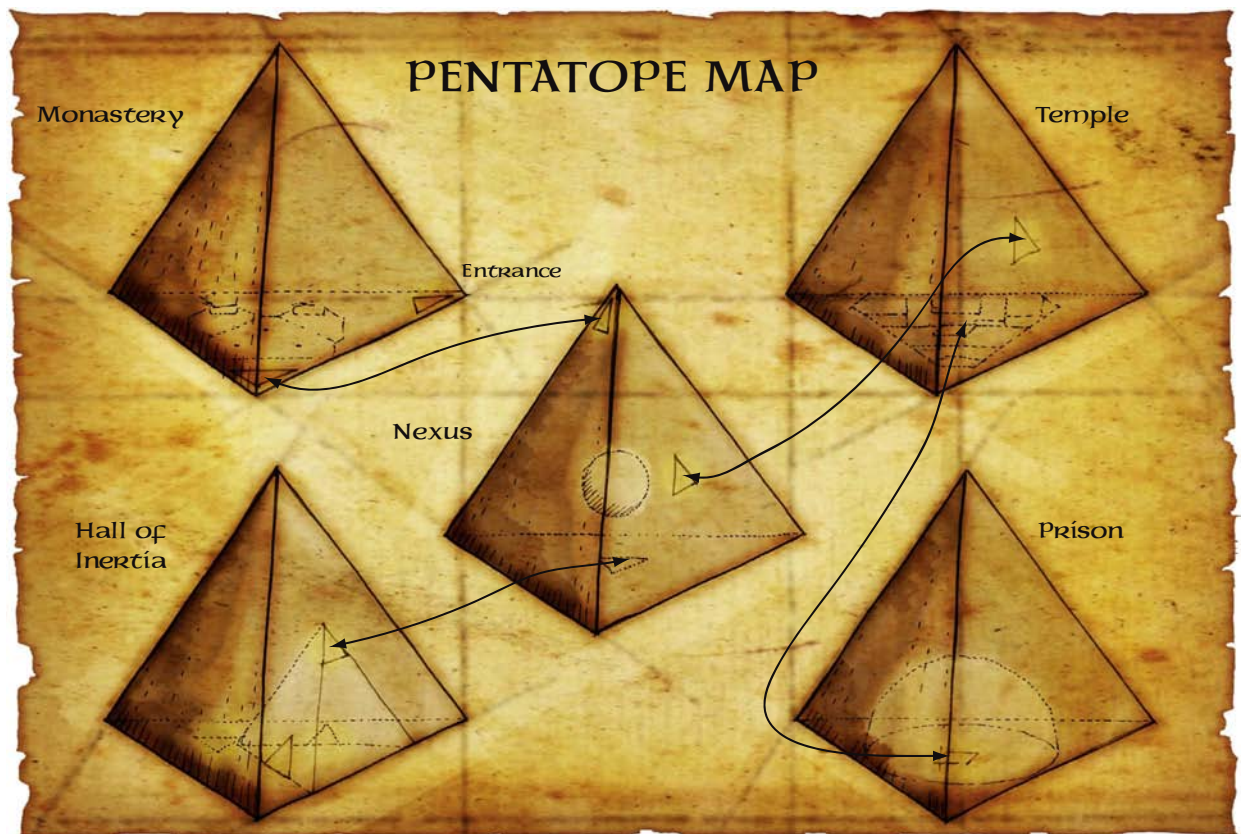 PENTATOPE MAP
Monastery
Temple
Entrance
Nexus
Hall of
Inertia
Prison